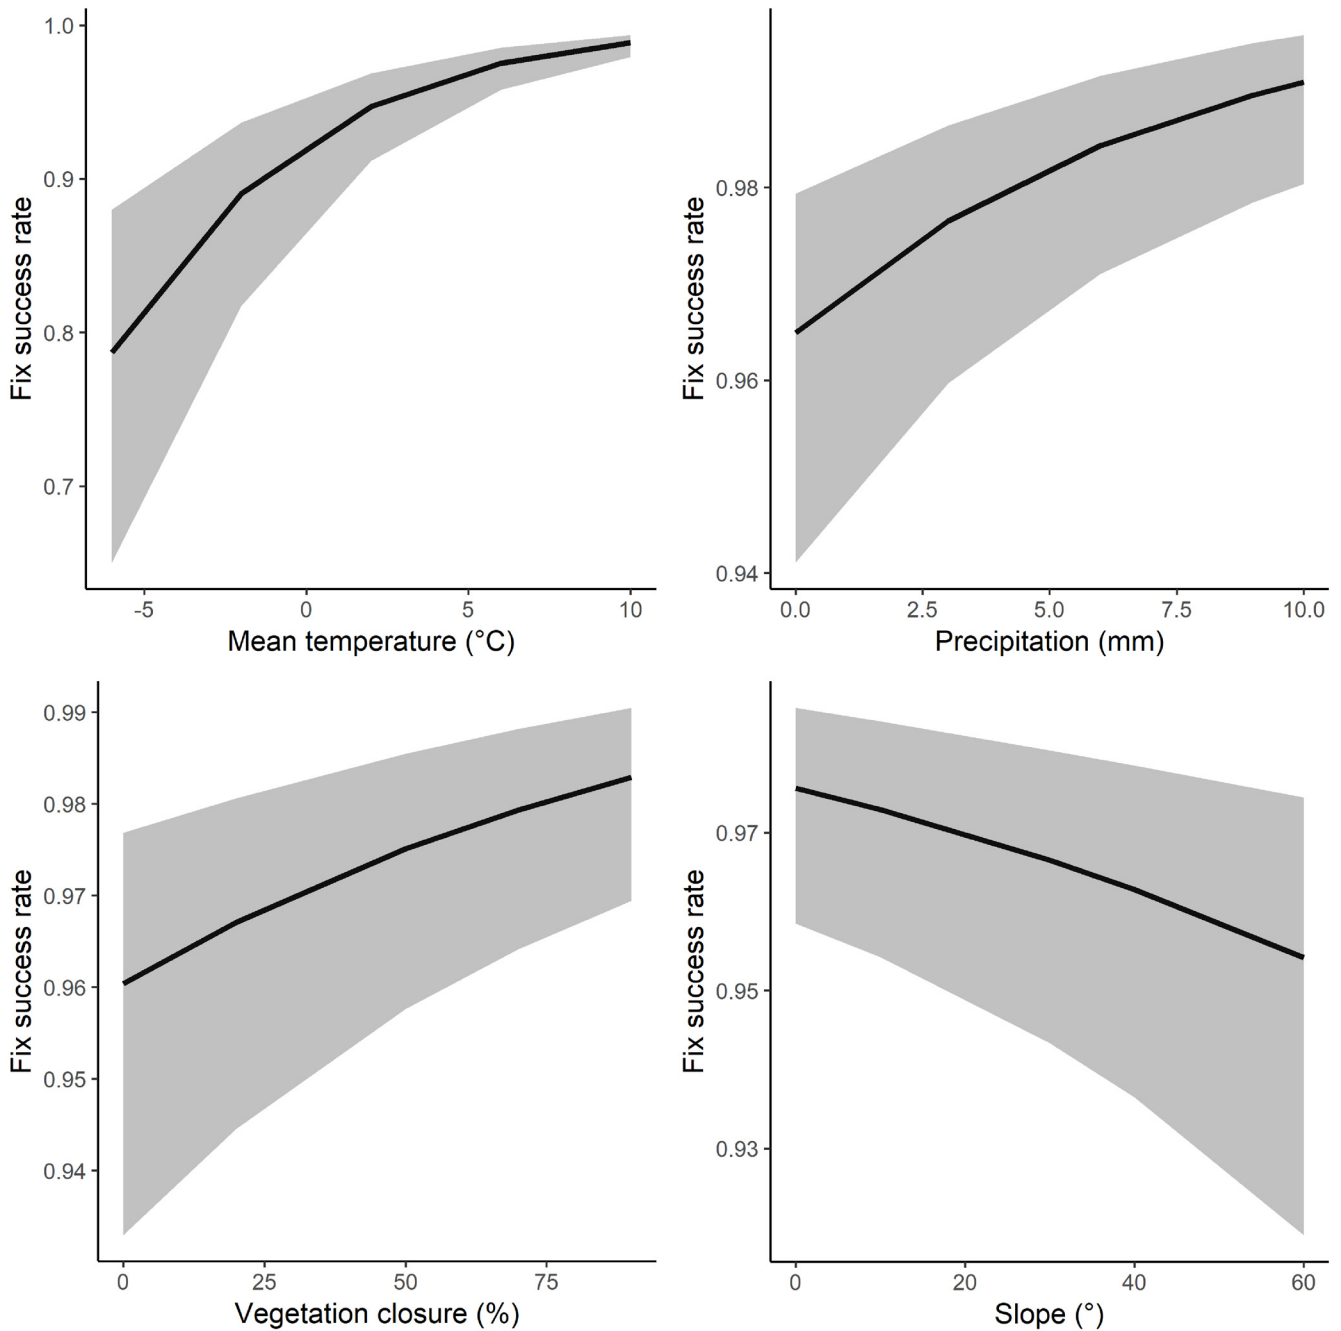 1.0
0.9
0.8
0.7
Fix success rate
-5 0 5 10
Mean temperature (°C)
0.98
0.96
0.94
Fix success rate
0.0 2.5 5.0 7.5 10.0
Precipitation (mm)
0.99
0.98
0.97
0.96
0.95
0.94
Fix success rate
0 25 50 75
Vegetation closure (%)
0.97
0.95
0.93
Fix success rate
0 20 40 60
Slope (°)